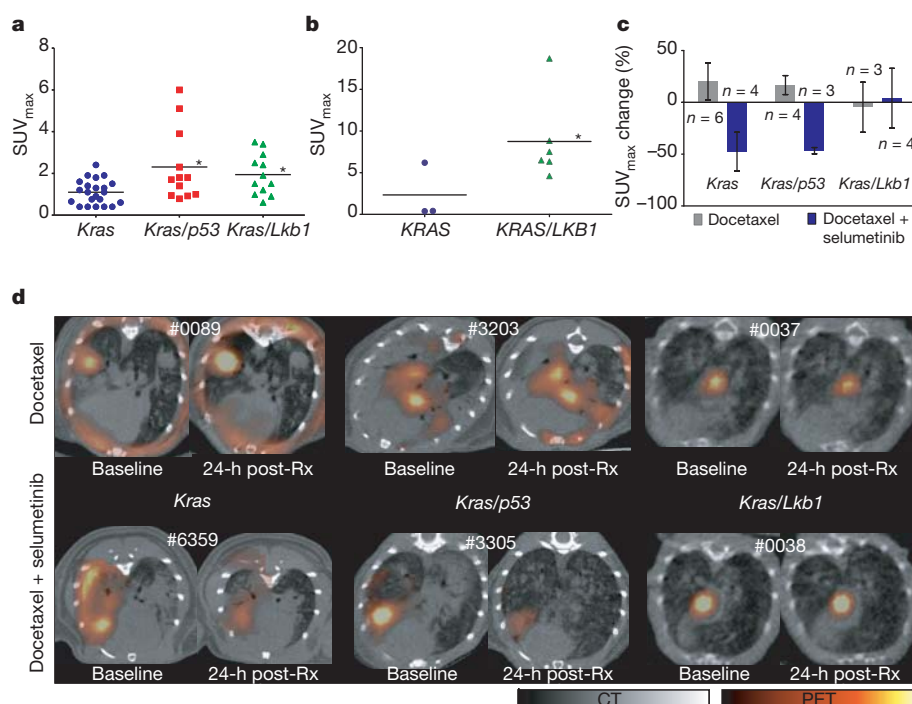 a
SUVmax
6
4
2
0
Kras
Kras/p53
Kras/Lkb1
*
*
b
SUVmax
20
15
10
5
0
KRAS
KRAS/LKB1
*
c
SUVmax change (%)
50
0
−50
−100
n = 6
n = 4
n = 4
n = 3
n = 3
n = 4
Kras
Kras/p53
Kras/Lkb1
Docetaxel
Docetaxel +
selumetinib
d
Docetaxel
#0089
#3203
#0037
Baseline
24-h post-Rx
Baseline
24-h post-Rx
Baseline
24-h post-Rx
Kras
Kras/p53
Kras/Lkb1
Docetaxel + selumetinib
#6359
#3305
#0038
Baseline
24-h post-Rx
Baseline
24-h post-Rx
Baseline
24-h post-Rx
CT
PET